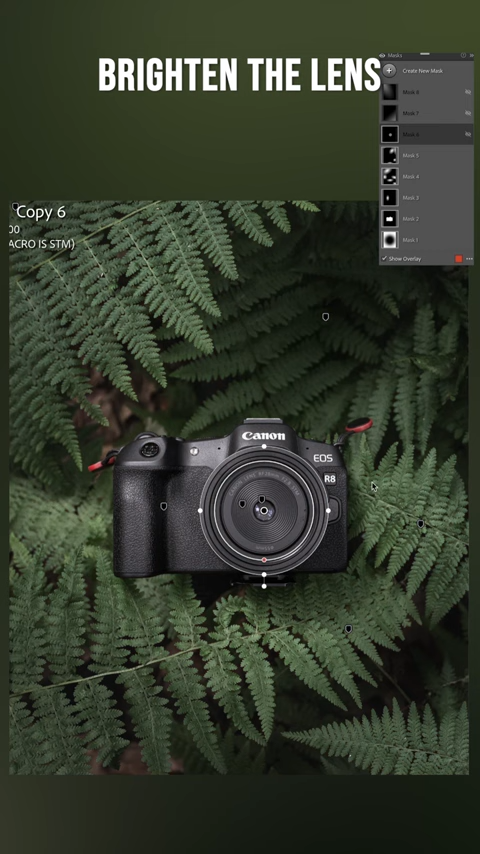 BRIGHTEN THE LENS
Masks
Create New Mask
Mask 8
Mask 7
Mask 6
Mask 5
Mask 4
Mask 3
Mask 2
Mask 1
Show Overlay
Copy 6
00
ACRO IS STM)
Canon
EOS
R8